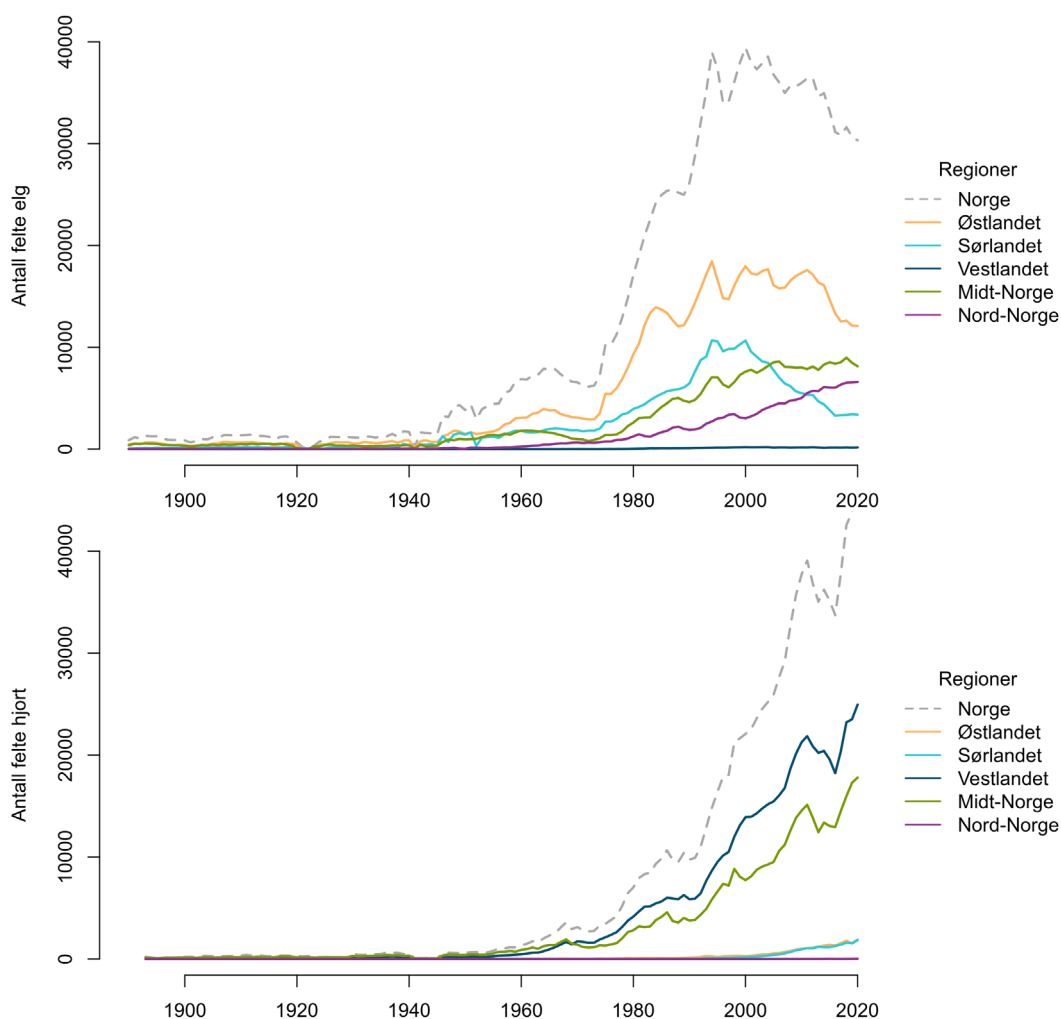 Antall felte elg
40000
30000
20000
10000
0
1900 1920 1940 1960 1980 2000 2020
Regioner
Norge
Østlandet
Sørlandet
Vestlandet
Midt-Norge
Nord-Norge
Antall felte hjort
40000
30000
20000
10000
0
1900 1920 1940 1960 1980 2000 2020
Regioner
Norge
Østlandet
Sørlandet
Vestlandet
Midt-Norge
Nord-Norge